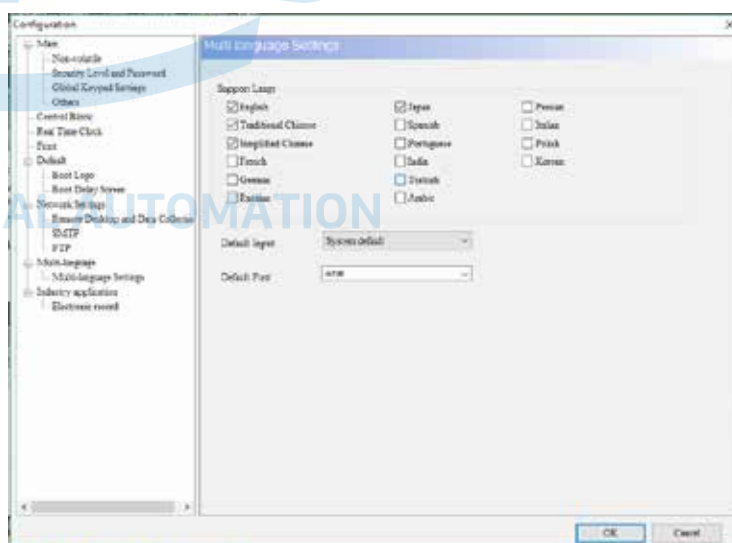 Configuration
Main
Non-volatile
Security Level and Password
Global Keypad Settings
Others
Control Block
Real Time Clock
Print
Default
Boot Logo
Boot Delay Screen
Network Settings
Remote Desktop and Data Collector
SMTP
FTP
Multi-language
Multi-language Settings
Industry application
Electronic record
Multi-language Settings
Support Langs
English
Japan
Persian
Traditional Chinese
Spanish
Italian
Simplified Chinese
Portuguese
Polish
French
India
Korean
German
Turkish
Russian
Arabic
Default Input
System default
Default Font
AL AUTOMATION
OK
Cancel